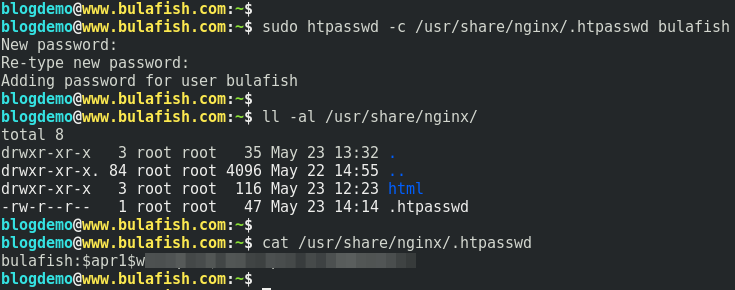 blogdemo@www.bulafish.com:~$
blogdemo@www.bulafish.com:~$ sudo htpasswd -c /usr/share/nginx/.htpasswd bulafish
New password:
Re-type new password:
Adding password for user bulafish
blogdemo@www.bulafish.com:~$
blogdemo@www.bulafish.com:~$ ll -al /usr/share/nginx/
total 8
drwxr-xr-x   3 root root   35 May 23 13:32 .
drwxr-xr-x. 84 root root 4096 May 22 14:55 ..
drwxr-xr-x   3 root root  116 May 23 12:23 html
-rw-r--r--   1 root root   47 May 23 14:14 .htpasswd
blogdemo@www.bulafish.com:~$
blogdemo@www.bulafish.com:~$ cat /usr/share/nginx/.htpasswd
bulafish:$apr1$w
blogdemo@www.bulafish.com:~$